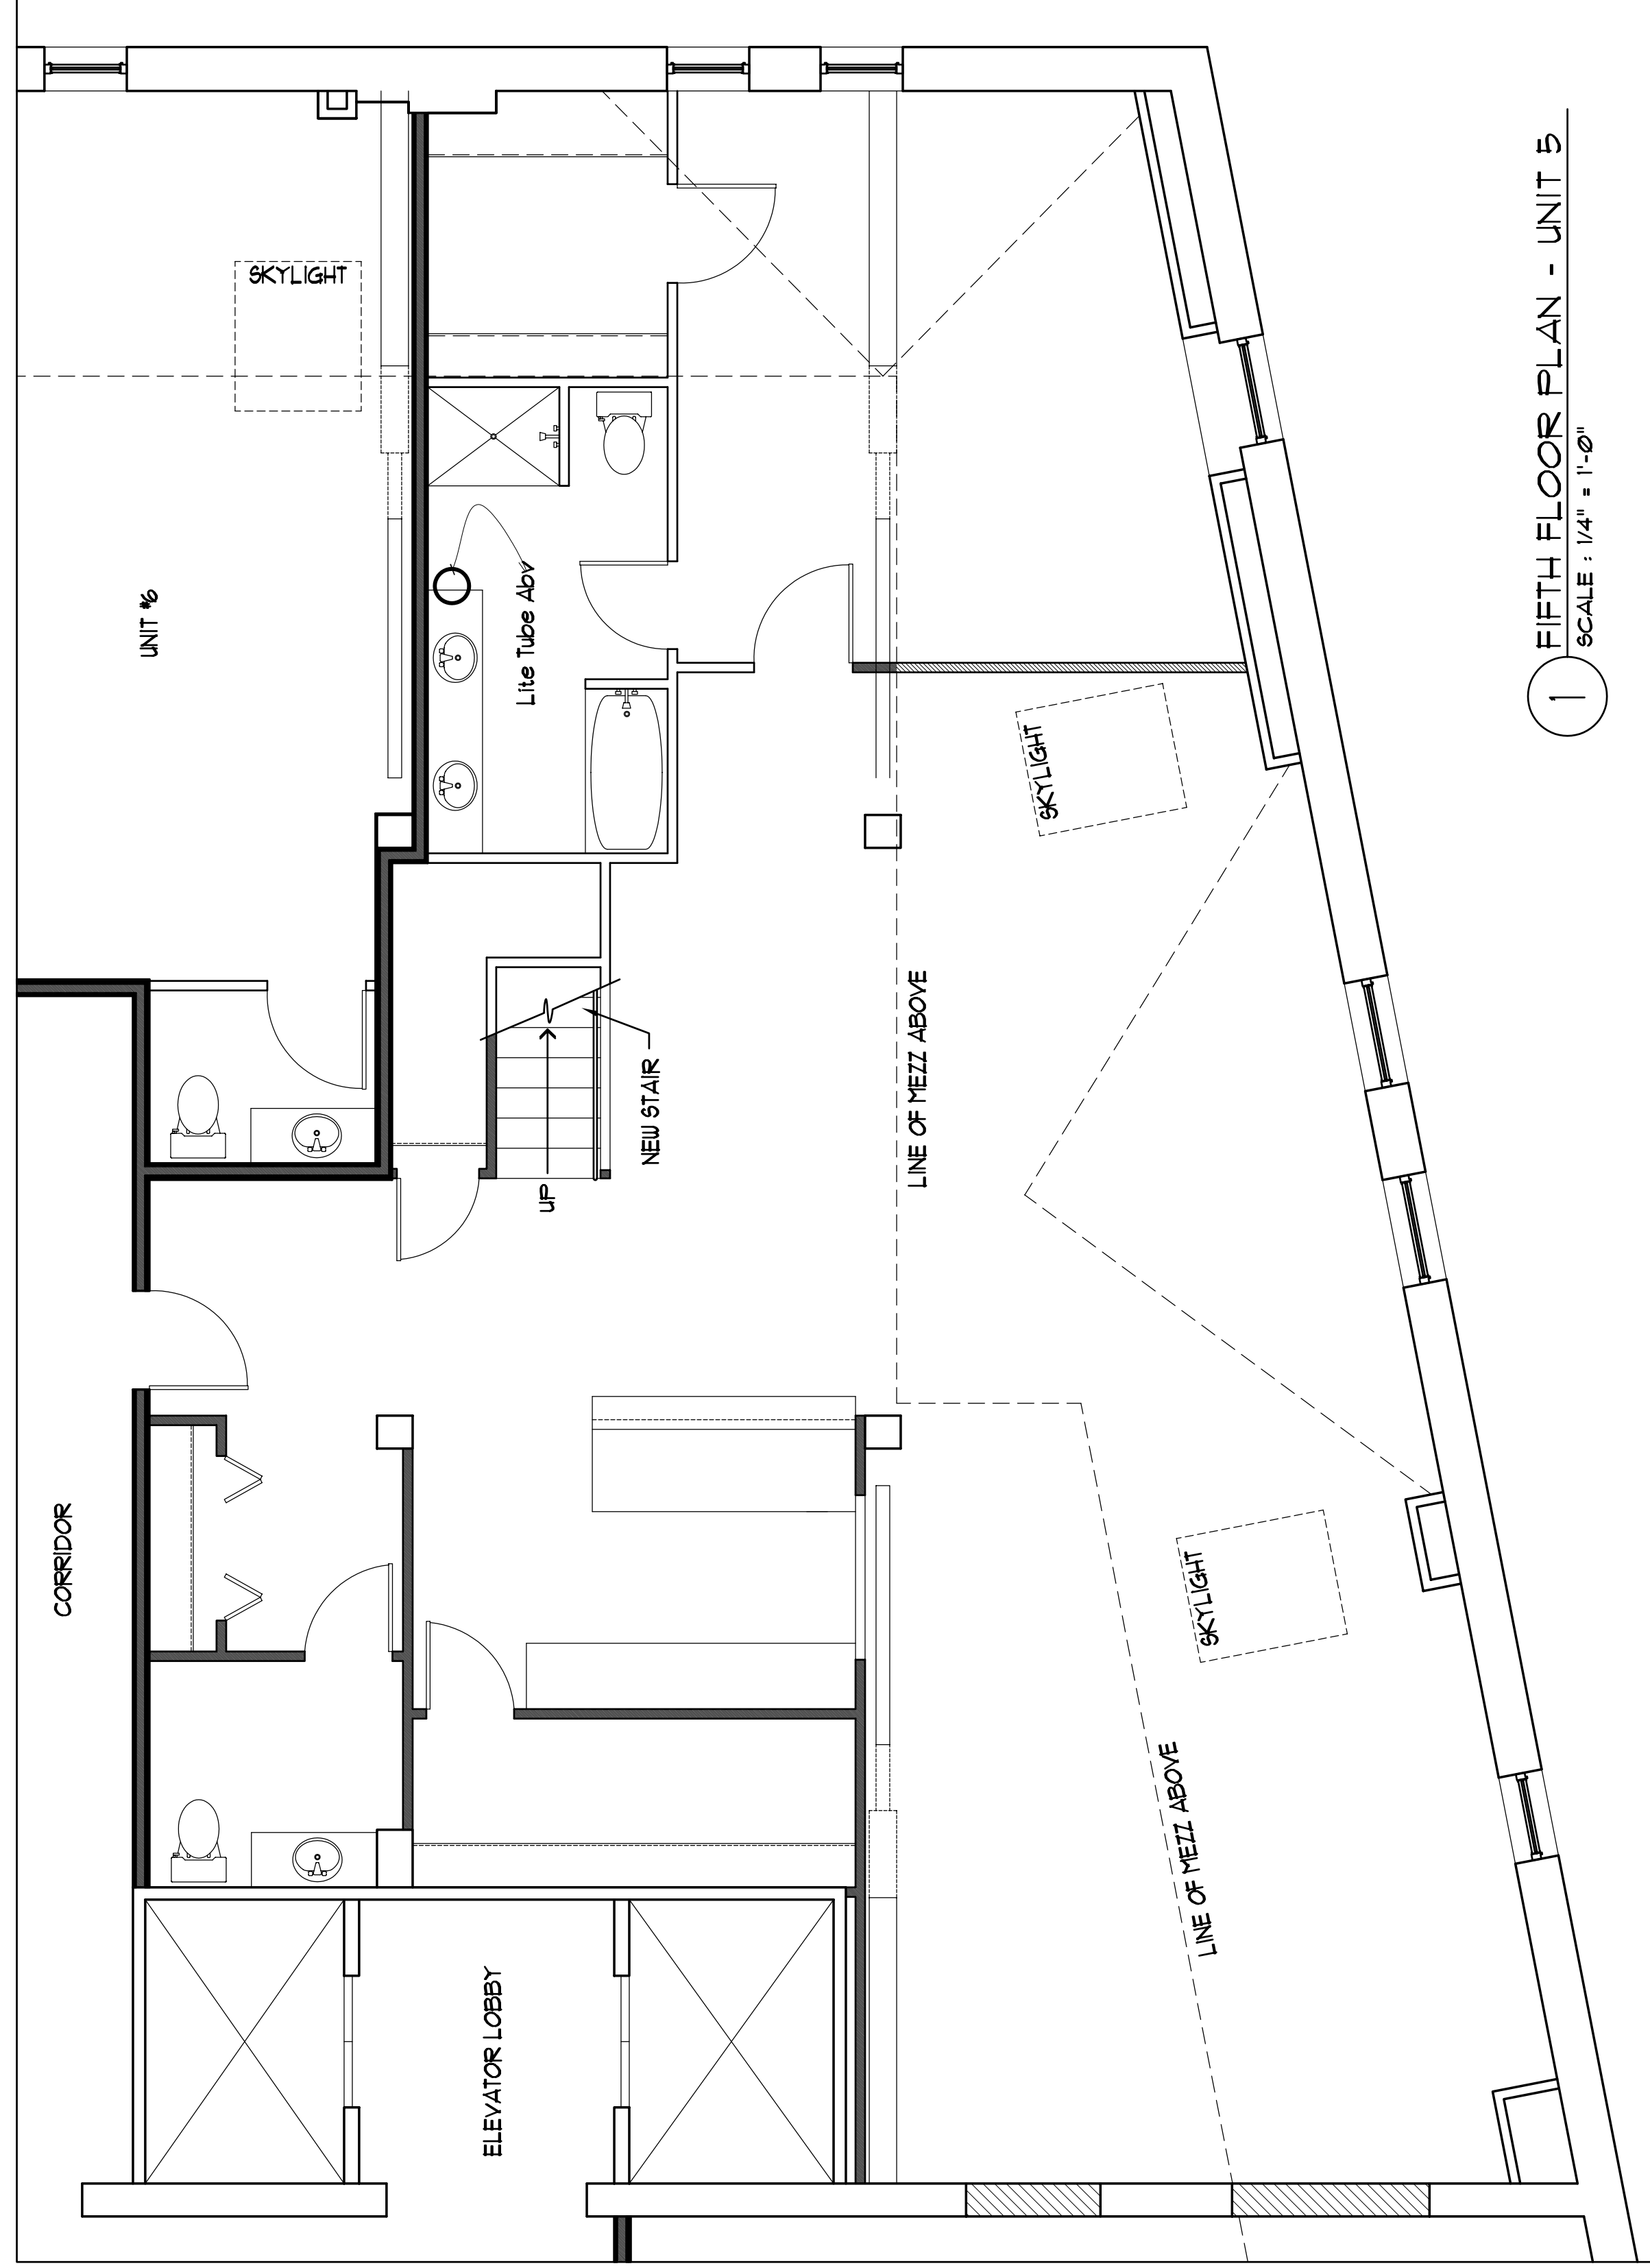 SKYLIGHT
UNIT #6
Lite Tube Abv
SKYLIGHT
LINE OF MEZZ ABOVE
NEW STAIR
UP
CORRIDOR
SKYLIGHT
LINE OF MEZZ ABOVE
ELEVATOR LOBBY
1
FIFTH FLOOR PLAN - UNIT 5
SCALE : 1/4" = 1'-0"